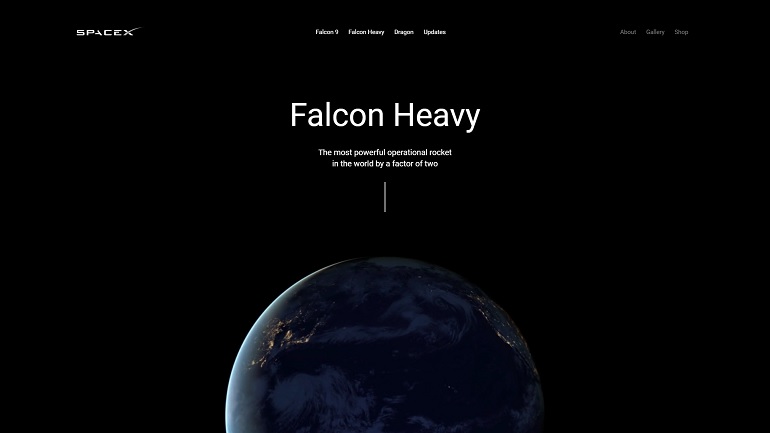 SPACEX
Falcon 9 Falcon Heavy Dragon Updates
About Gallery Shop
Falcon Heavy
The most powerful operational rocket
in the world by a factor of two